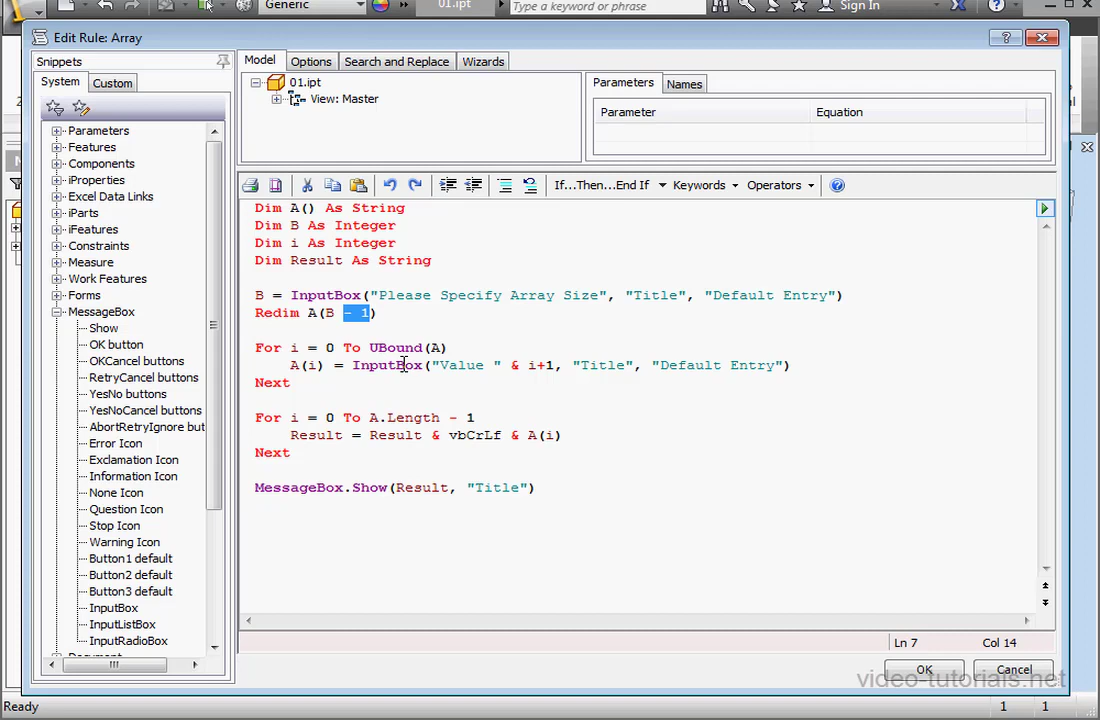 Generic
01.ipt
Type a keyword or phrase
Sign In
Edit Rule: Array
Snippets
System
Custom
Parameters
Features
Components
iProperties
Excel Data Links
iParts
iFeatures
Constraints
Measure
Work Features
Forms
MessageBox
Show
OK button
OKCancel buttons
RetryCancel buttons
YesNo buttons
YesNoCancel buttons
AbortRetryIgnore but
Error Icon
Exclamation Icon
Information Icon
None Icon
Question Icon
Stop Icon
Warning Icon
Button1 default
Button2 default
Button3 default
InputBox
InputListBox
InputRadioBox
Model
Options
Search and Replace
Wizards
01.ipt
View: Master
Parameters
Names
Parameter
Equation
If...Then...End If
Keywords
Operators
Dim A() As String
Dim B As Integer
Dim i As Integer
Dim Result As String
B = InputBox("Please Specify Array Size", "Title", "Default Entry")
Redim A(B - 1)
For i = 0 To UBound(A)
A(i) = InputBox("Value " & i+1, "Title", "Default Entry")
Next
For i = 0 To A.Length - 1
Result = Result & vbCrLf & A(i)
Next
MessageBox.Show(Result, "Title")
Ln 7
Col 14
OK
Cancel
video-tutorials.net
Ready
1
1